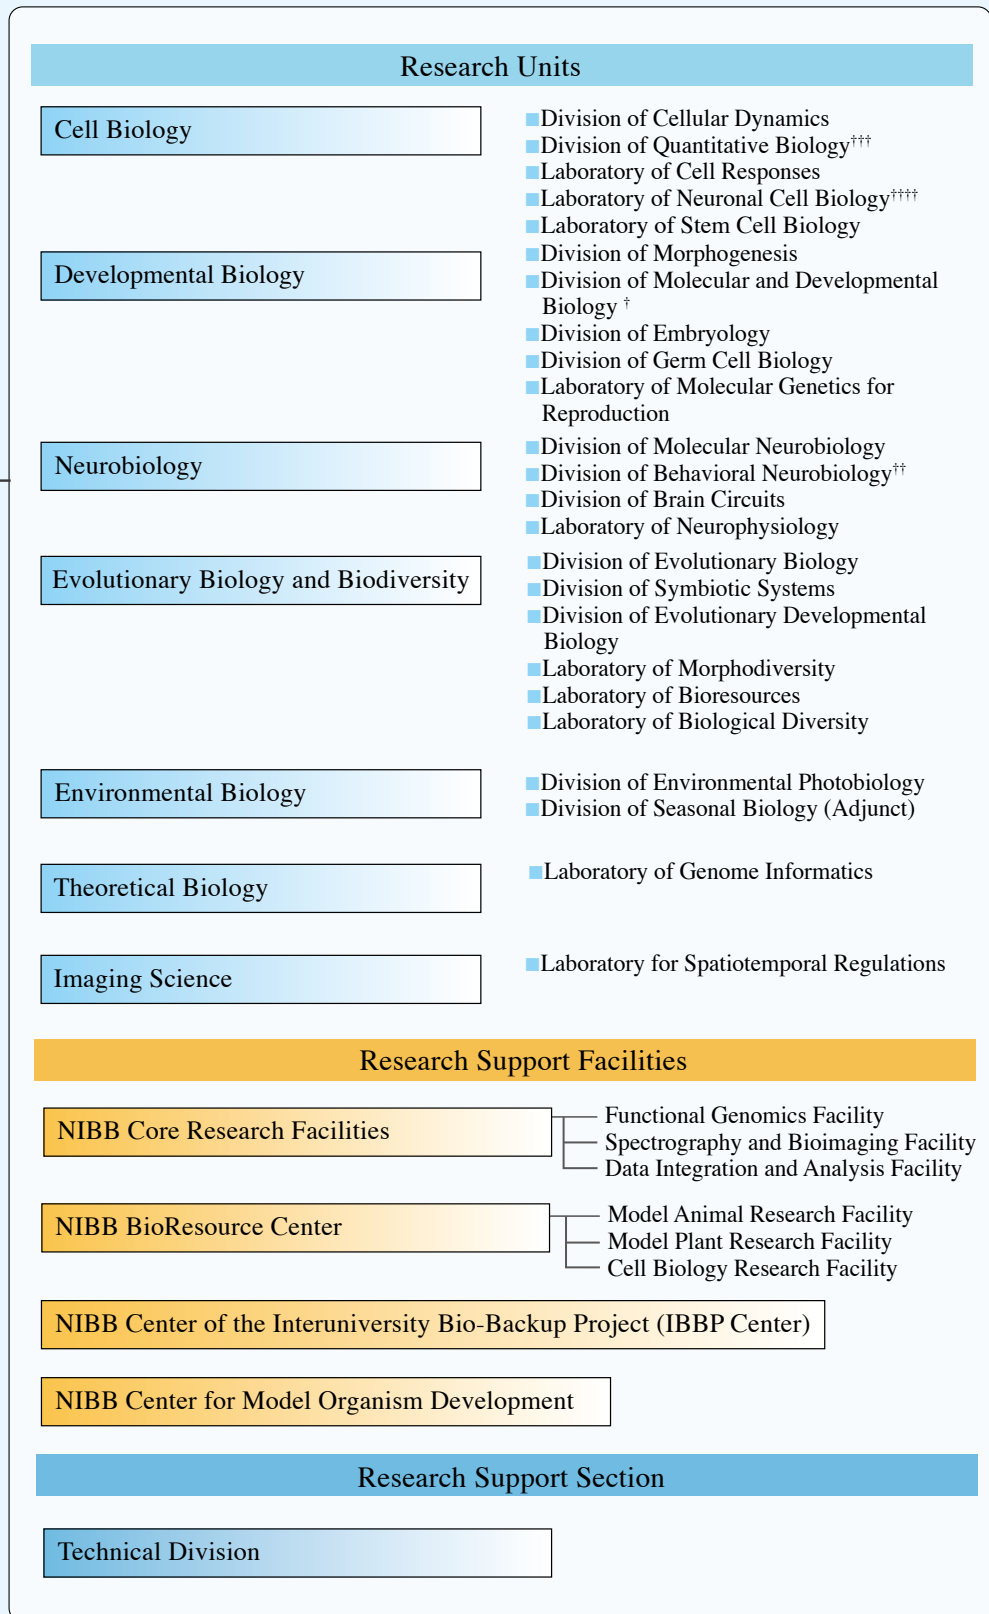 Research Units
Cell Biology
■Division of Cellular Dynamics
■Division of Quantitative Biology†††
■Laboratory of Cell Responses
■Laboratory of Neuronal Cell Biology††††
■Laboratory of Stem Cell Biology
Developmental Biology
■Division of Morphogenesis
■Division of Molecular and Developmental
Biology †
■Division of Embryology
■Division of Germ Cell Biology
■Laboratory of Molecular Genetics for
Reproduction
Neurobiology
■Division of Molecular Neurobiology
■Division of Behavioral Neurobiology††
■Division of Brain Circuits
■Laboratory of Neurophysiology
Evolutionary Biology and Biodiversity
■Division of Evolutionary Biology
■Division of Symbiotic Systems
■Division of Evolutionary Developmental
Biology
■Laboratory of Morphodiversity
■Laboratory of Bioresources
■Laboratory of Biological Diversity
Environmental Biology
■Division of Environmental Photobiology
■Division of Seasonal Biology (Adjunct)
Theoretical Biology
■Laboratory of Genome Informatics
Imaging Science
■Laboratory for Spatiotemporal Regulations
Research Support Facilities
NIBB Core Research Facilities
Functional Genomics Facility
Spectrography and Bioimaging Facility
Data Integration and Analysis Facility
NIBB BioResource Center
Model Animal Research Facility
Model Plant Research Facility
Cell Biology Research Facility
NIBB Center of the Interuniversity Bio-Backup Project (IBBP Center)
NIBB Center for Model Organism Development
Research Support Section
Technical Division